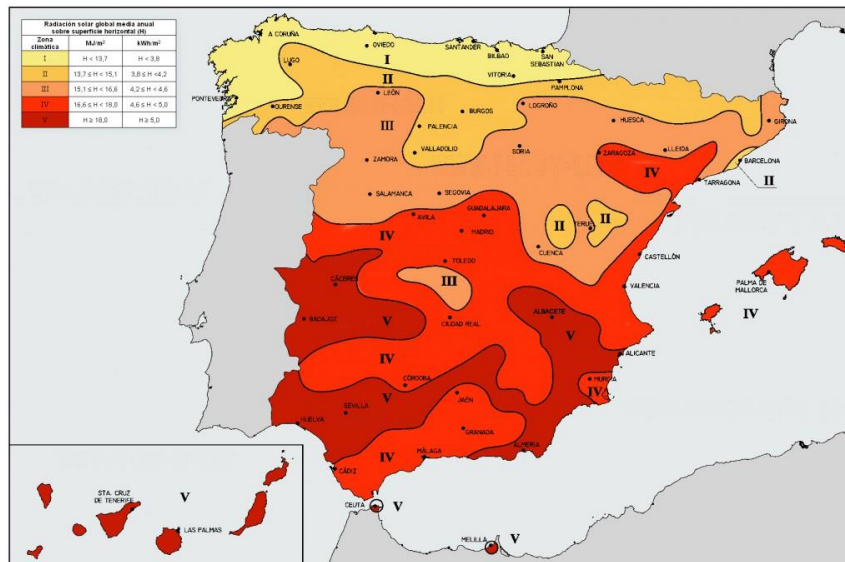 Radiación solar global media anual
sobre superficie horizontal (H)
Zona climática MJ/m² kWh/m²
I H < 13,7 H < 3,8
II 13,7 ≤ H < 15,1 3,8 ≤ H < 4,2
III 15,1 ≤ H < 16,6 4,2 ≤ H < 4,6
IV 16,6 ≤ H < 18,0 4,6 ≤ H < 5,0
V H ≥ 18,0 H ≥ 5,0
A CORUÑA
OVIEDO
SANTANDER
BILBAO
SAN SEBASTIAN
LUGO
I
II
VITORIA
PAMPLONA
PONTEVEDRA
OURENSE
LEÓN
BURGOS
LOGROÑO
HUESCA
GIRONA
III
PALENCIA
VALLADOLID
SORIA
ZARAGOZA
LLEIDA
BARCELONA
ZAMORA
IV
TARRAGONA
II
SALAMANCA
SEGOVIA
AVILA
GUADALAJARA
II
TERUEL
II
IV
MADRID
CUENCA
CASTELLÓN
TOLEDO
CÁCERES
III
VALENCIA
PALMA DE MALLORCA
IV
BADAJOZ
V
CIUDAD REAL
ALBACETE
V
IV
ALICANTE
CÓRDOBA
MURCIA
IV
V
JAÉN
SEVILLA
HUELVA
GRANADA
IV
MÁLAGA
ALMERIA
CÁDIZ
STA. CRUZ DE TENERIFE
V
LAS PALMAS
CEUTA
V
MELILLA
V